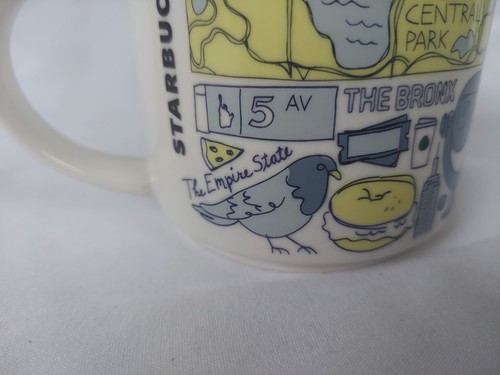 STARBUC
CENTRAL
PARK
5 AV
THE BRONX
The Empire State